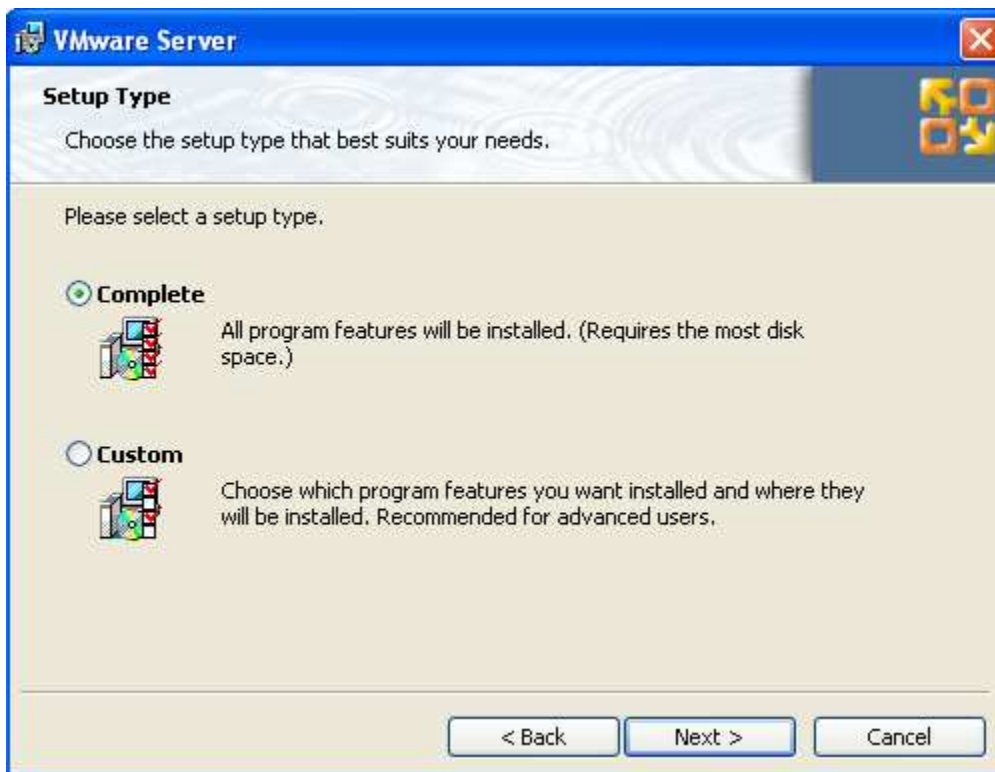 VMware Server
Setup Type
Choose the setup type that best suits your needs.
Please select a setup type.
Complete
All program features will be installed. (Requires the most disk
space.)
Custom
Choose which program features you want installed and where they
will be installed. Recommended for advanced users.
< Back
Next >
Cancel